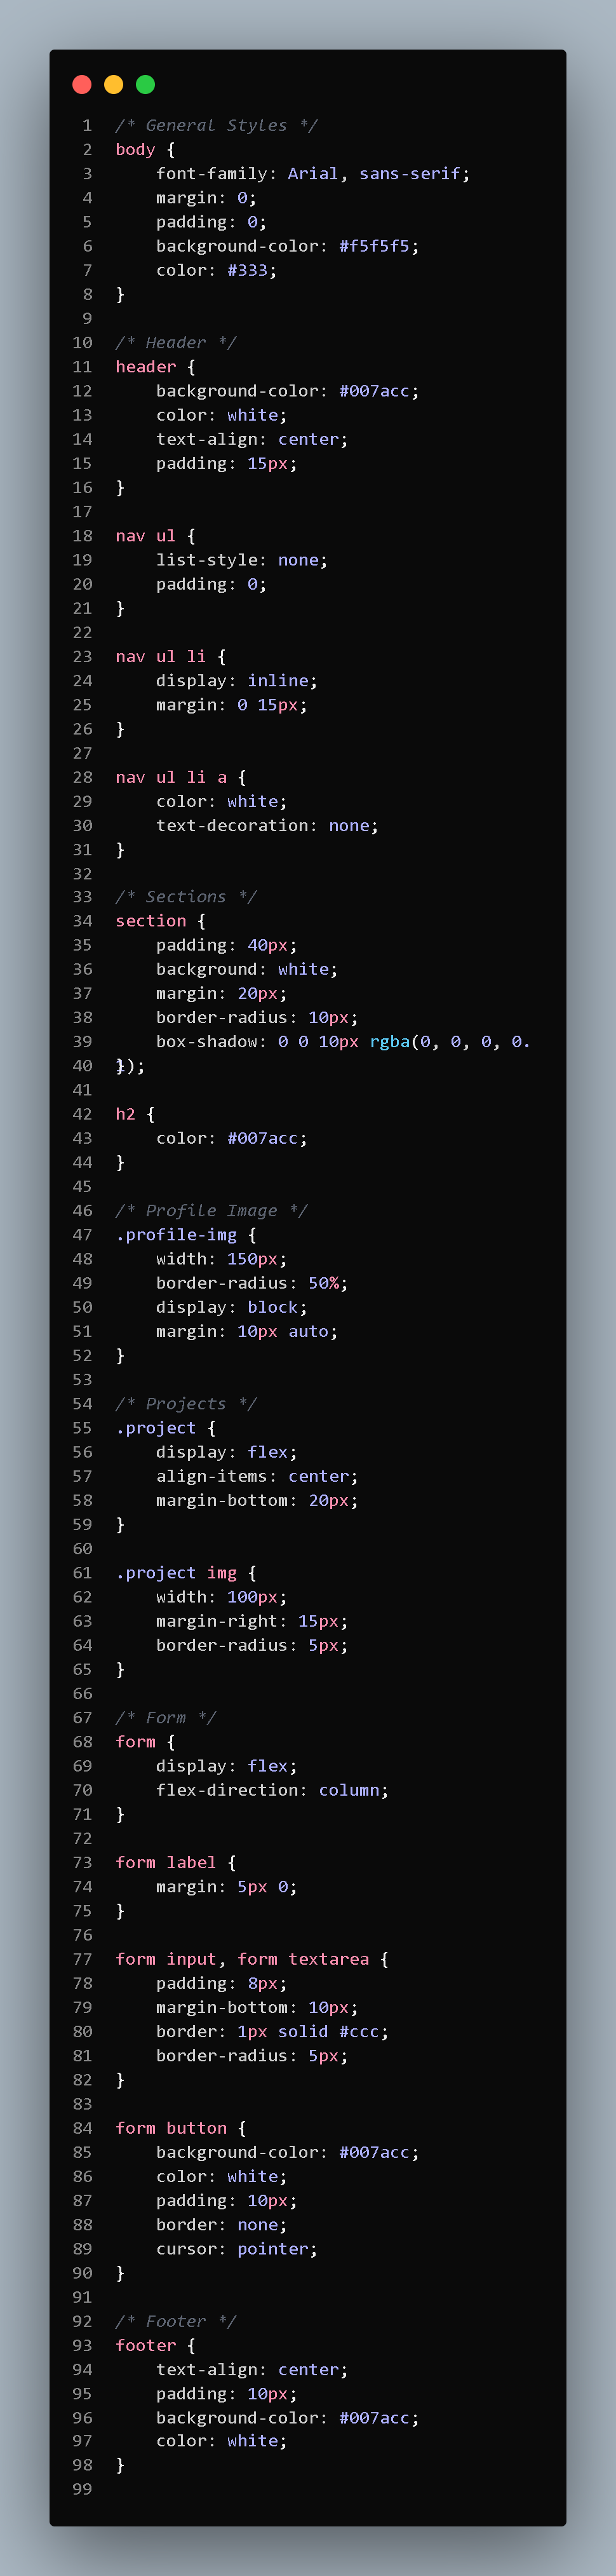 1 /* General Styles */
2 body {
3     font-family: Arial, sans-serif;
4     margin: 0;
5     padding: 0;
6     background-color: #f5f5f5;
7     color: #333;
8 }
9
10 /* Header */
11 header {
12     background-color: #007acc;
13     color: white;
14     text-align: center;
15     padding: 15px;
16 }
17
18 nav ul {
19     list-style: none;
20     padding: 0;
21 }
22
23 nav ul li {
24     display: inline;
25     margin: 0 15px;
26 }
27
28 nav ul li a {
29     color: white;
30     text-decoration: none;
31 }
32
33 /* Sections */
34 section {
35     padding: 40px;
36     background: white;
37     margin: 20px;
38     border-radius: 10px;
39     box-shadow: 0 0 10px rgba(0, 0, 0, 0.
40 1);
}
41
42 h2 {
43     color: #007acc;
44 }
45
46 /* Profile Image */
47 .profile-img {
48     width: 150px;
49     border-radius: 50%;
50     display: block;
51     margin: 10px auto;
52 }
53
54 /* Projects */
55 .project {
56     display: flex;
57     align-items: center;
58     margin-bottom: 20px;
59 }
60
61 .project img {
62     width: 100px;
63     margin-right: 15px;
64     border-radius: 5px;
65 }
66
67 /* Form */
68 form {
69     display: flex;
70     flex-direction: column;
71 }
72
73 form label {
74     margin: 5px 0;
75 }
76
77 form input, form textarea {
78     padding: 8px;
79     margin-bottom: 10px;
80     border: 1px solid #ccc;
81     border-radius: 5px;
82 }
83
84 form button {
85     background-color: #007acc;
86     color: white;
87     padding: 10px;
88     border: none;
89     cursor: pointer;
90 }
91
92 /* Footer */
93 footer {
94     text-align: center;
95     padding: 10px;
96     background-color: #007acc;
97     color: white;
98 }
99